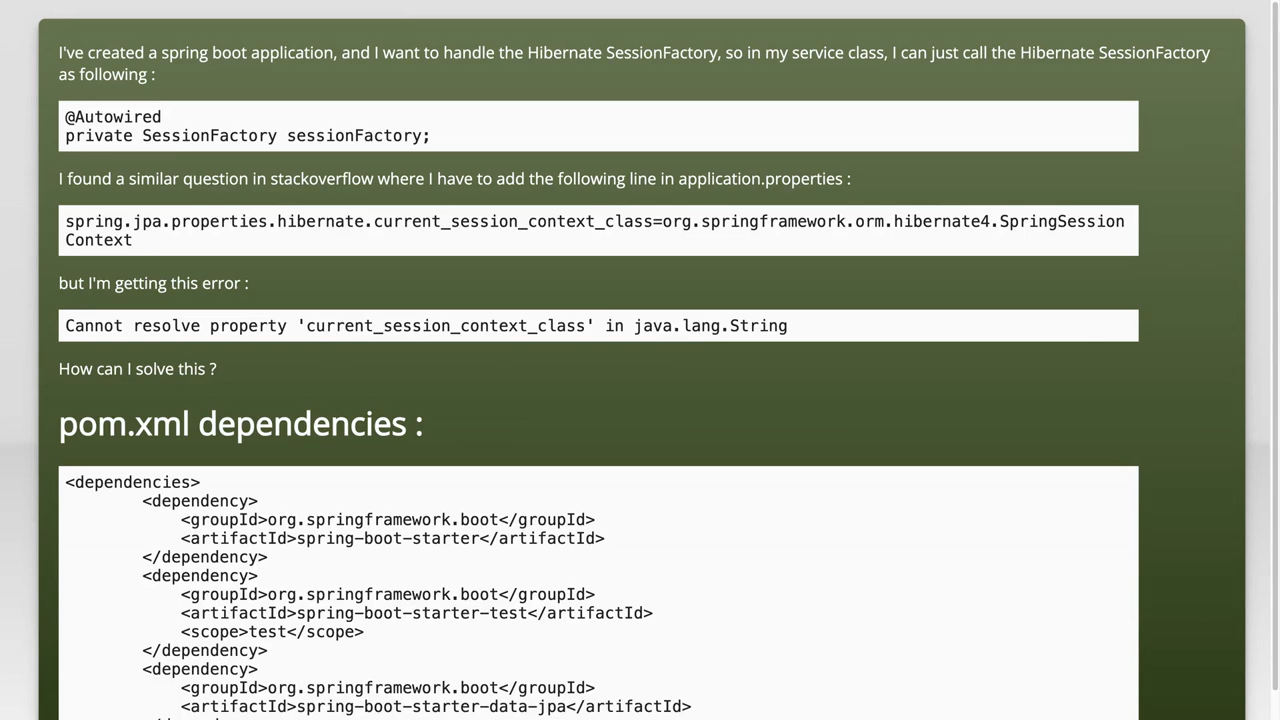 I've created a spring boot application, and I want to handle the Hibernate SessionFactory, so in my service class, I can just call the Hibernate SessionFactory
as following :
@Autowired
private SessionFactory sessionFactory;
I found a similar question in stackoverflow where I have to add the following line in application.properties :
spring.jpa.properties.hibernate.current_session_context_class=org.springframework.orm.hibernate4.SpringSession
Context
but I'm getting this error :
Cannot resolve property 'current_session_context_class' in java.lang.String
How can I solve this ?
pom.xml dependencies :
<dependencies>
        <dependency>
            <groupId>org.springframework.boot</groupId>
            <artifactId>spring-boot-starter</artifactId>
        </dependency>
        <dependency>
            <groupId>org.springframework.boot</groupId>
            <artifactId>spring-boot-starter-test</artifactId>
            <scope>test</scope>
        </dependency>
        <dependency>
            <groupId>org.springframework.boot</groupId>
            <artifactId>spring-boot-starter-data-jpa</artifactId>